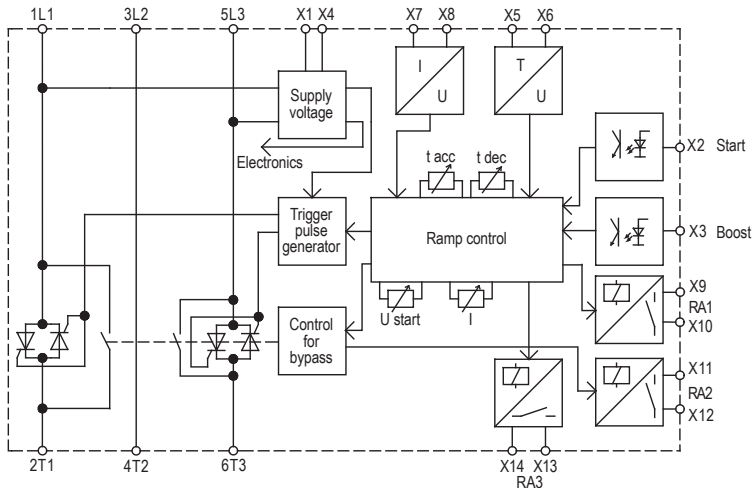 1L1 3L2 5L3 X1 X4 X7 X8 X5 X6
I
U
T
U
Supply
voltage
Electronics
t acc t dec
X2 Start
Trigger
pulse
generator
Ramp control
X3 Boost
U start I
X9
RA1
X10
Control
for
bypass
X11
RA2
X12
2T1 4T2 6T3 X14 X13
RA3